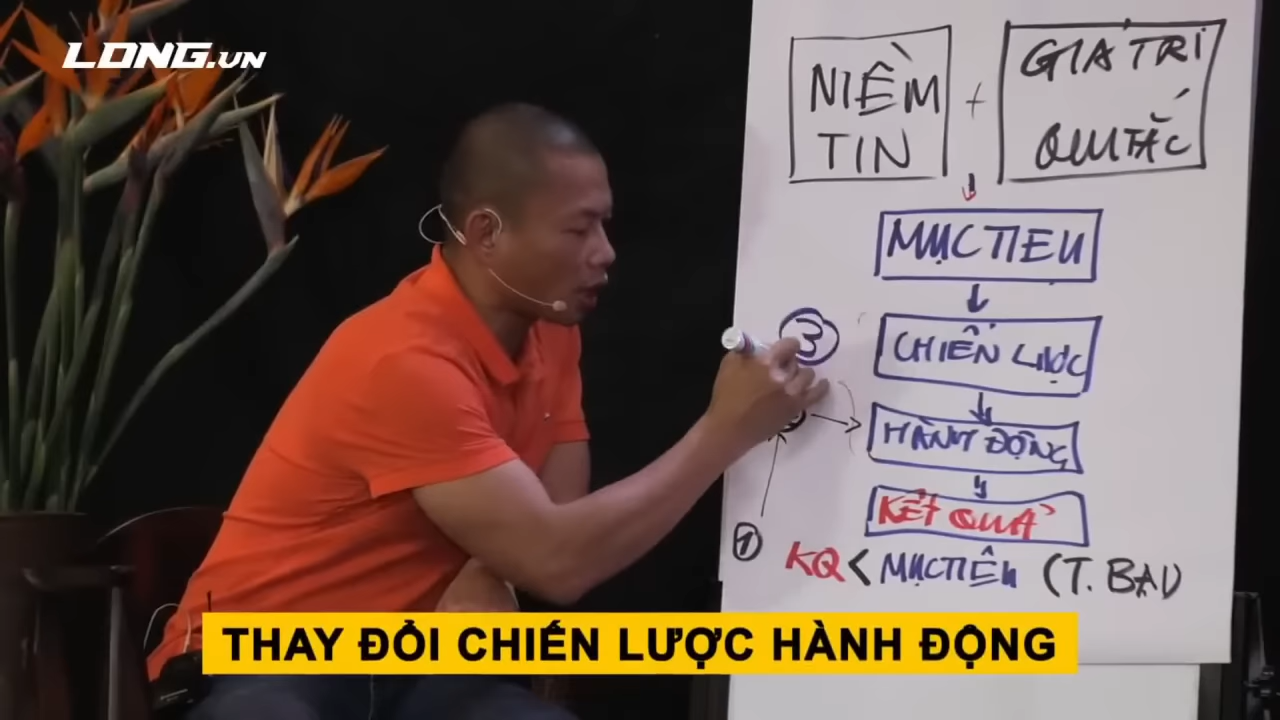 LONG.VN
NIỀM
TIN
+
GIÁ TRỊ
QUI TẮC
MỤC TIÊU
CHIẾN LƯỢC
3
HÀNH ĐỘNG
KẾT QUẢ
1
KQ < MỤC TIÊU (T. BẠI)
THAY ĐỔI CHIẾN LƯỢC HÀNH ĐỘNG